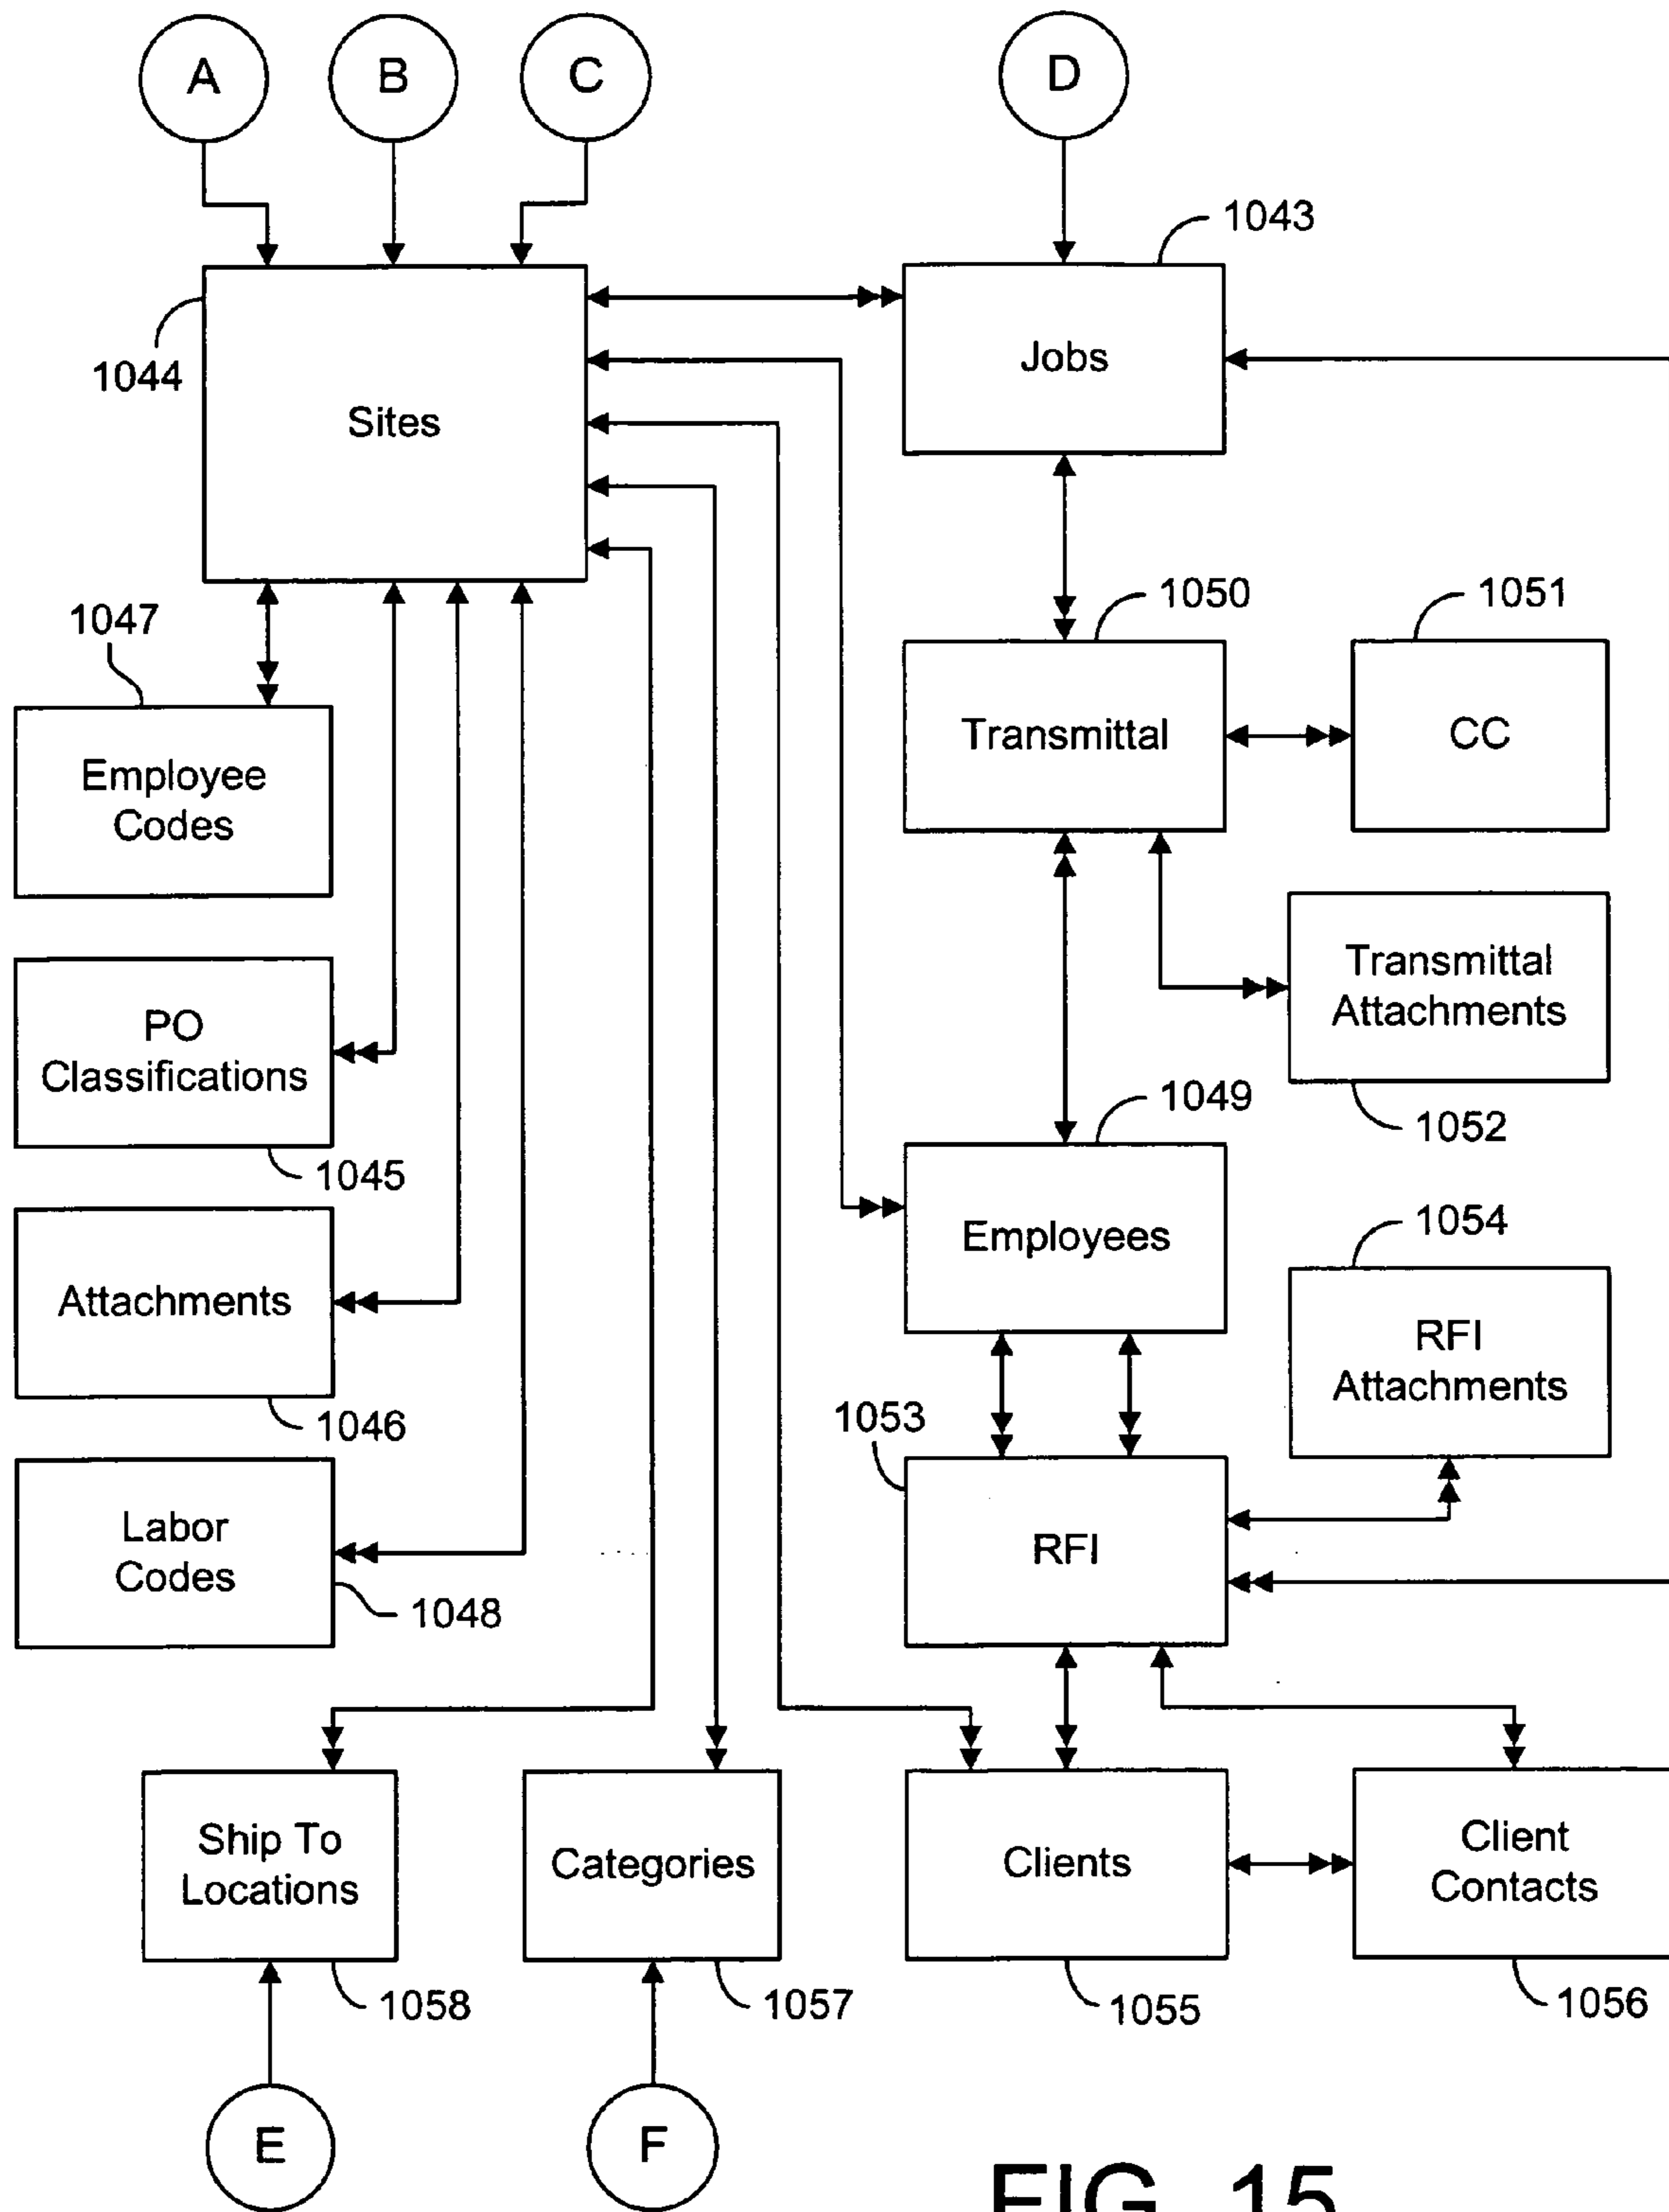 A
B
C
D
1043
1044
Sites
Jobs
1047
1050
1051
Employee
Codes
Transmittal
CC
PO
Classifications
1045
Transmittal
Attachments
1052
1049
Employees
1054
Attachments
1046
RFI
Attachments
1053
Labor
Codes
1048
RFI
Ship To
Locations
1058
Categories
1057
Clients
1055
Client
Contacts
1056
E
F
FIG. 15